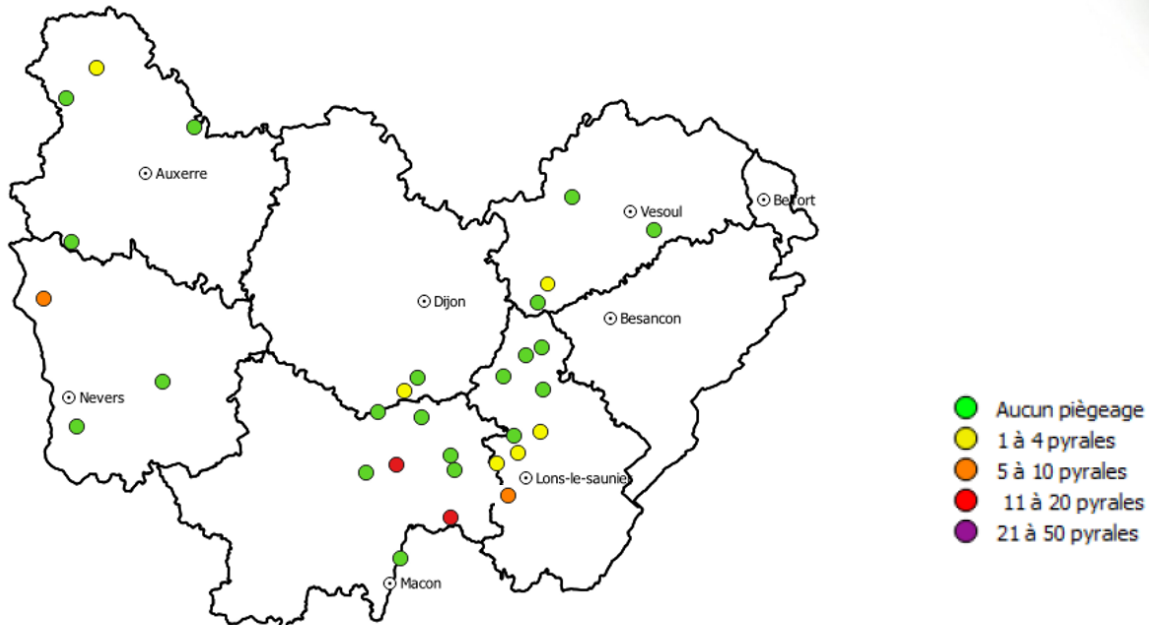 Auxerre
Vesoul
Belfort
Dijon
Besancon
Nevers
Lons-le-saunier
Macon
Aucun piègeage
1 à 4 pyrales
5 à 10 pyrales
11 à 20 pyrales
21 à 50 pyrales